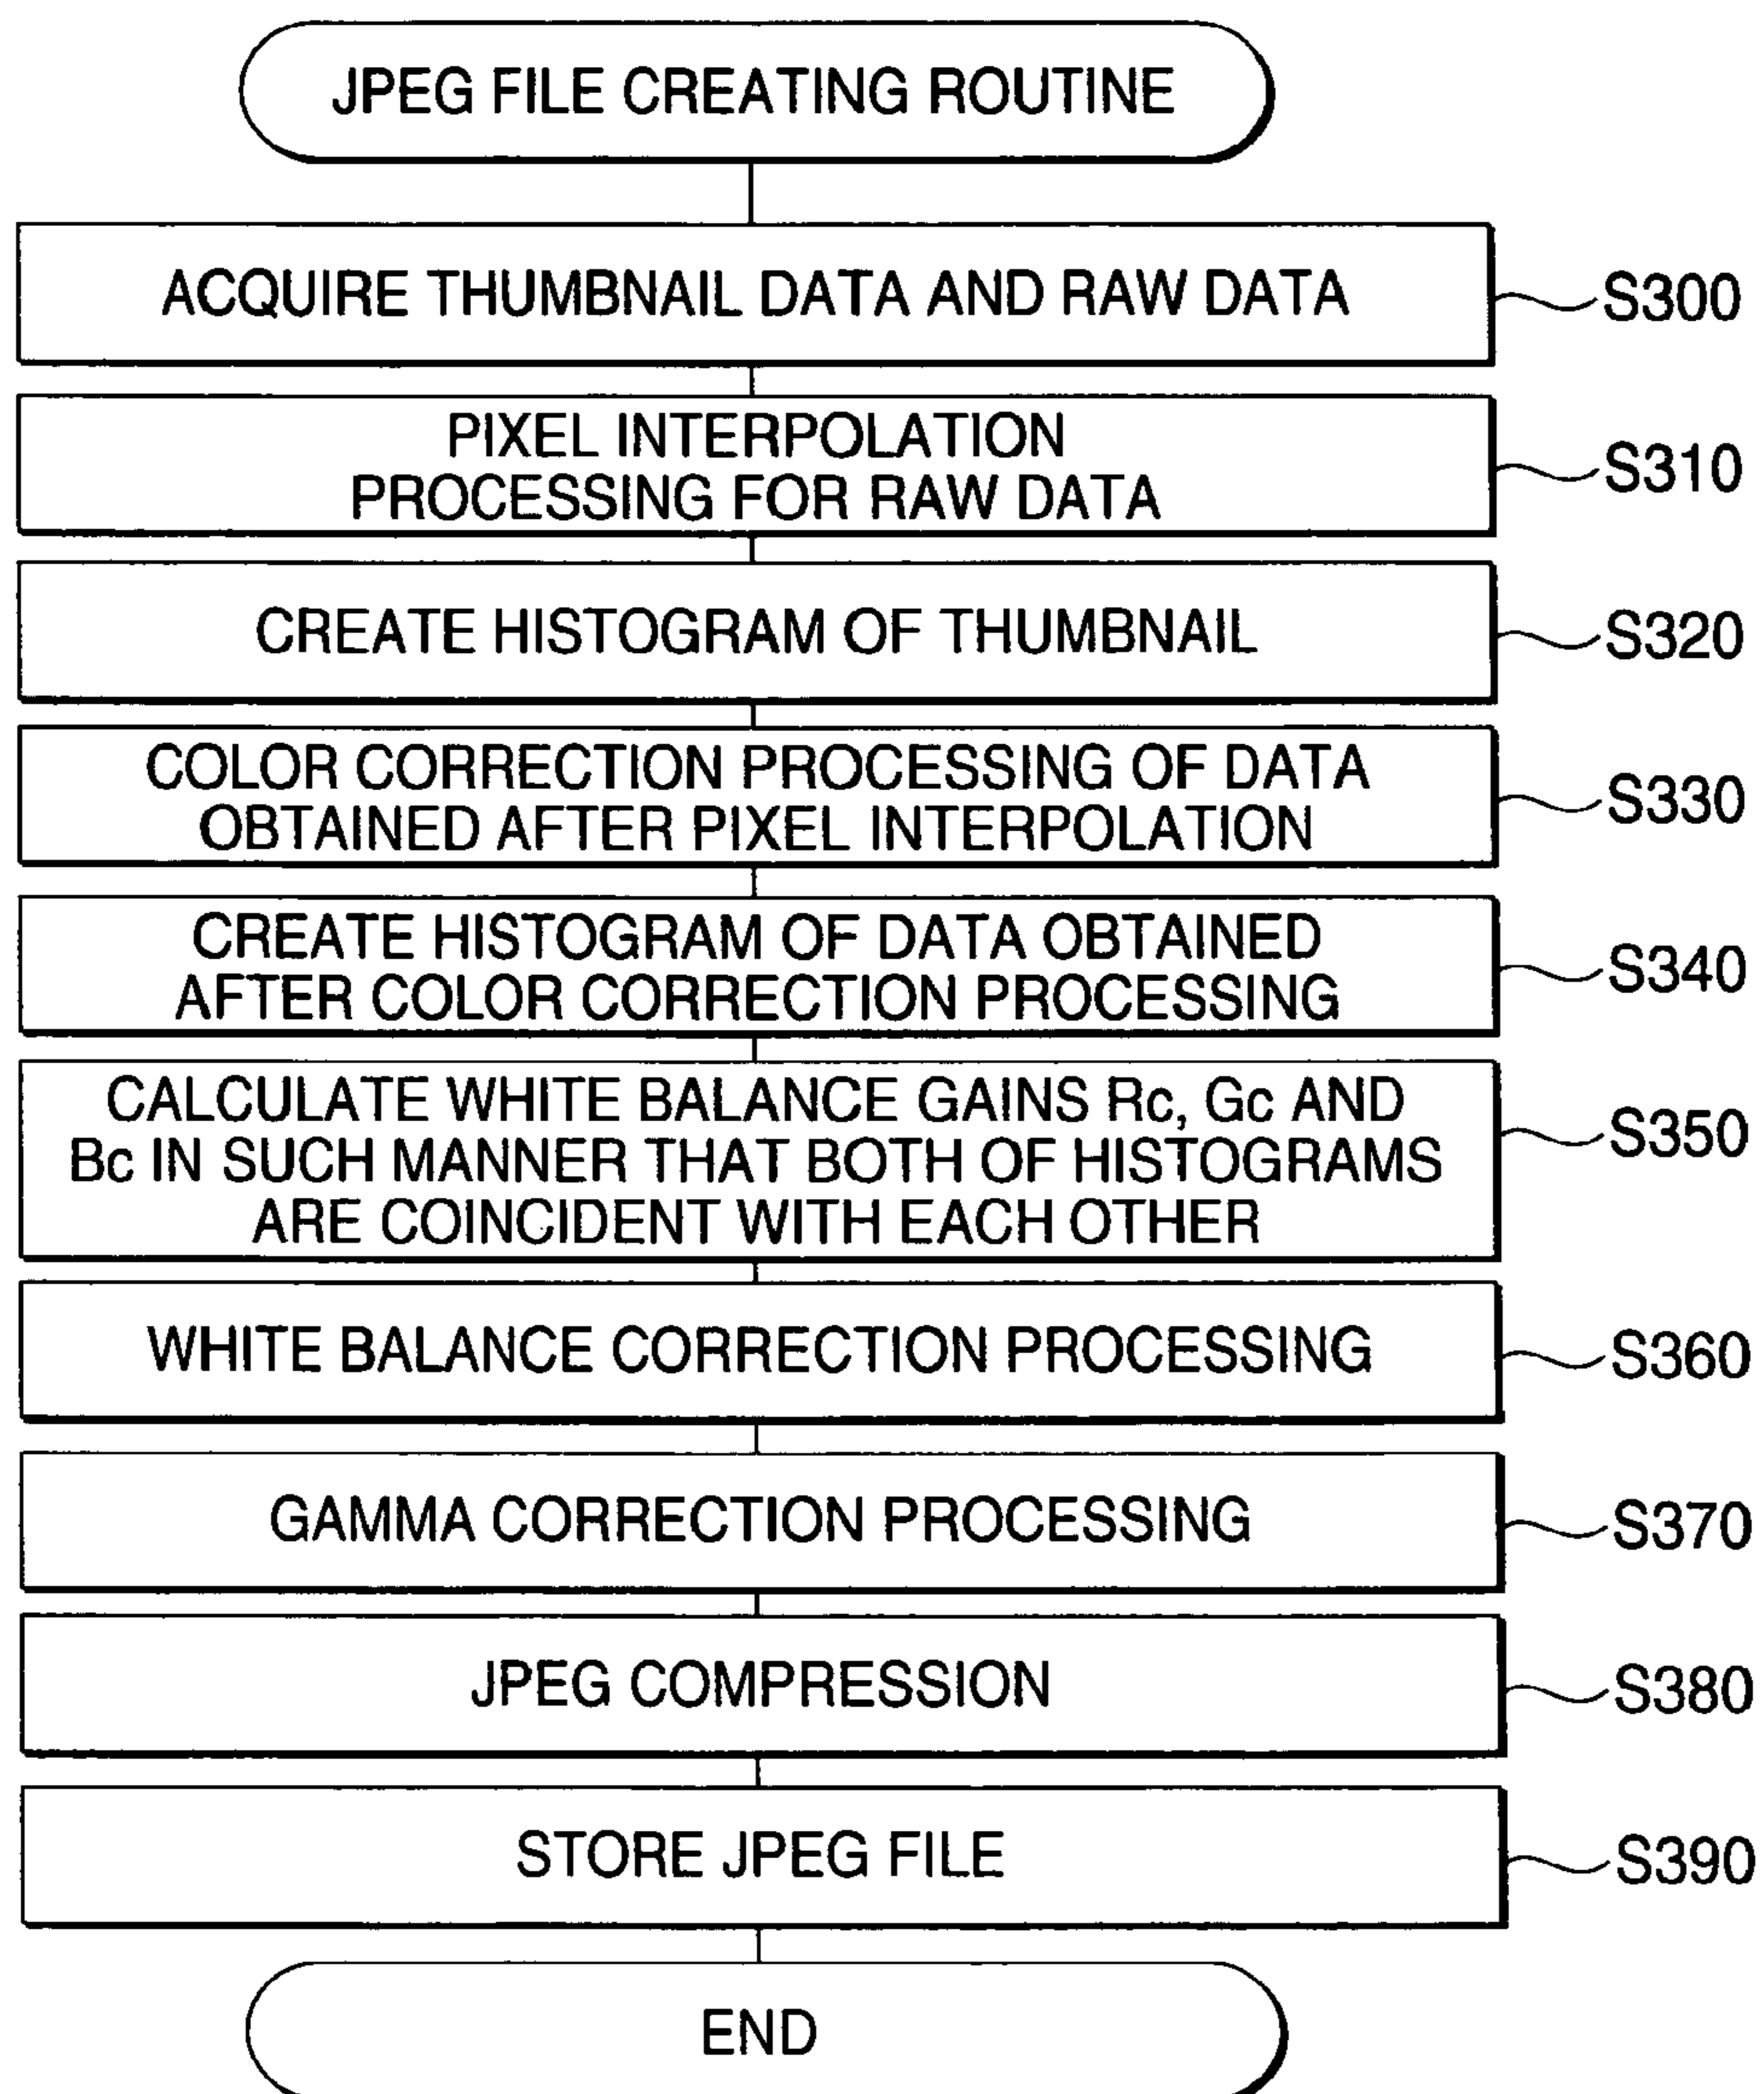 JPEG FILE CREATING ROUTINE
ACQUIRE THUMBNAIL DATA AND RAW DATA
S300
PIXEL INTERPOLATION
PROCESSING FOR RAW DATA
S310
CREATE HISTOGRAM OF THUMBNAIL
S320
COLOR CORRECTION PROCESSING OF DATA
OBTAINED AFTER PIXEL INTERPOLATION
S330
CREATE HISTOGRAM OF DATA OBTAINED
AFTER COLOR CORRECTION PROCESSING
S340
CALCULATE WHITE BALANCE GAINS Rc, Gc AND
Bc IN SUCH MANNER THAT BOTH OF HISTOGRAMS
ARE COINCIDENT WITH EACH OTHER
S350
WHITE BALANCE CORRECTION PROCESSING
S360
GAMMA CORRECTION PROCESSING
S370
JPEG COMPRESSION
S380
STORE JPEG FILE
S390
END